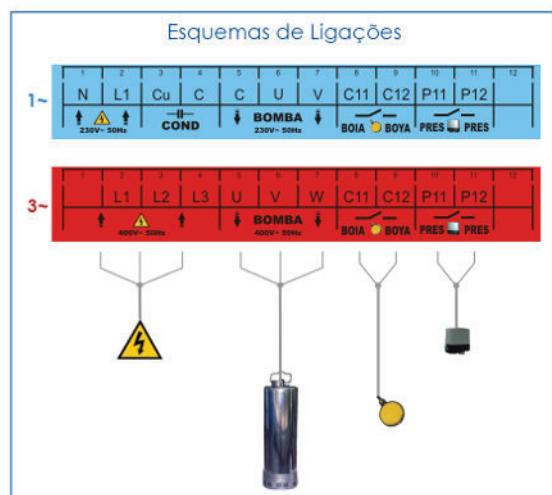 Esquemas de Ligações
1 2 3 4 5 6 7 8 9 10 11 12
1~ N L1 Cu C C U V C11 C12 P11 P12
230V~ 50Hz COND BOMBA 230V~ 50Hz BOIA BOYA PRES PRES
1 2 3 4 5 6 7 8 9 10 11 12
3~ L1 L2 L3 U V W C11 C12 P11 P12
400V~ 50Hz BOMBA 400V~ 50Hz BOIA BOYA PRES PRES